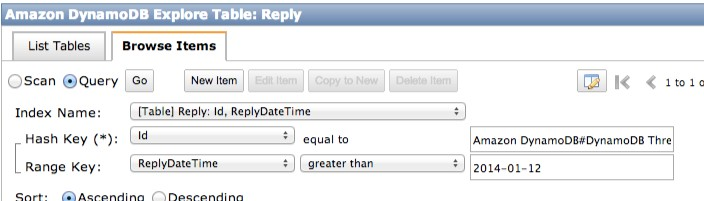 Amazon DynamoDB Explore Table: Reply
List Tables Browse Items
Scan Query Go New Item Edit Item Copy to New Delete Item 1 to 1
Index Name: [Table] Reply: Id, ReplyDateTime
Hash Key (*): Id equal to Amazon DynamoDB#DynamoDB Thre
Range Key: ReplyDateTime greater than 2014-01-12
Sort: Ascending Descending